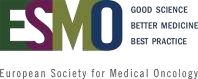 ESMO
GOOD SCIENCE
BETTER MEDICINE
BEST PRACTICE
European Society for Medical Oncology